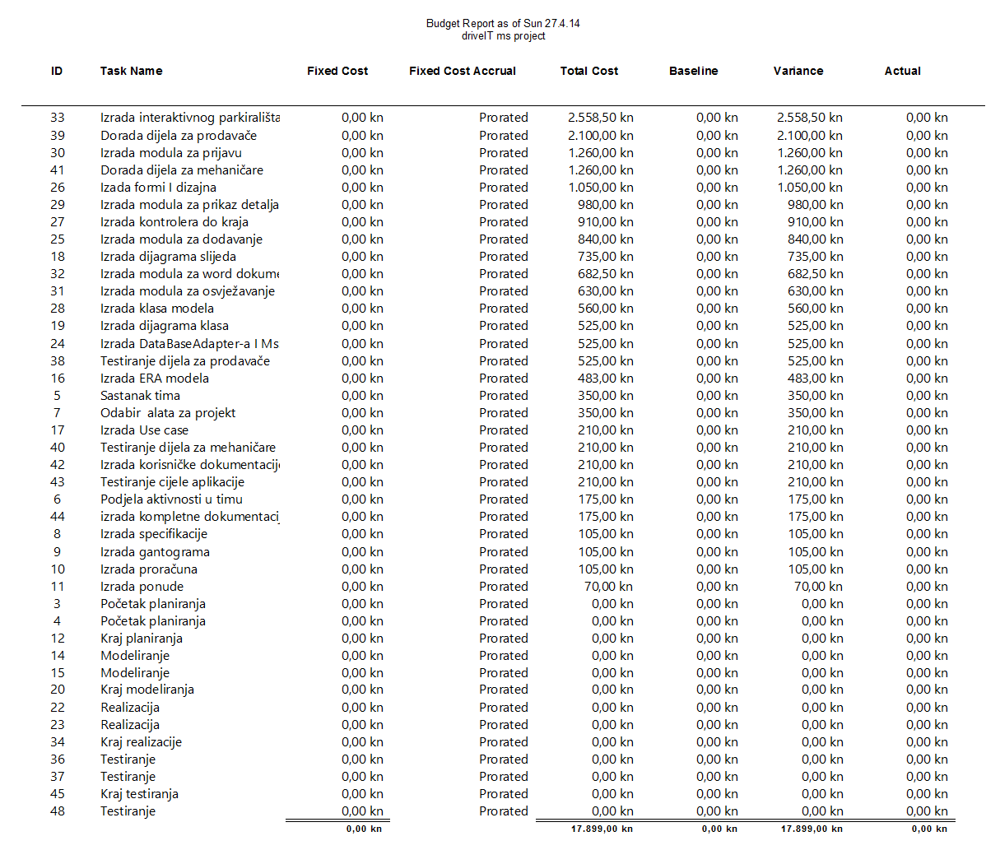 Budget Report as of Sun 27.4.14
driveIT ms project
ID Task Name Fixed Cost Fixed Cost Accrual Total Cost Baseline Variance Actual
33 Izrada interaktivnog parkirališta 0,00 kn Prorated 2.558,50 kn 0,00 kn 2.558,50 kn 0,00 kn
39 Dorada dijela za prodavače 0,00 kn Prorated 2.100,00 kn 0,00 kn 2.100,00 kn 0,00 kn
30 Izrada modula za prijavu 0,00 kn Prorated 1.260,00 kn 0,00 kn 1.260,00 kn 0,00 kn
41 Dorada dijela za mehaničare 0,00 kn Prorated 1.260,00 kn 0,00 kn 1.260,00 kn 0,00 kn
26 Izada formi I dizajna 0,00 kn Prorated 1.050,00 kn 0,00 kn 1.050,00 kn 0,00 kn
29 Izrada modula za prikaz detalja 0,00 kn Prorated 980,00 kn 0,00 kn 980,00 kn 0,00 kn
27 Izrada kontrolera do kraja 0,00 kn Prorated 910,00 kn 0,00 kn 910,00 kn 0,00 kn
25 Izrada modula za dodavanje 0,00 kn Prorated 840,00 kn 0,00 kn 840,00 kn 0,00 kn
18 Izrada dijagrama slijeda 0,00 kn Prorated 735,00 kn 0,00 kn 735,00 kn 0,00 kn
32 Izrada modula za word dokume 0,00 kn Prorated 682,50 kn 0,00 kn 682,50 kn 0,00 kn
31 Izrada modula za osvježavanje 0,00 kn Prorated 630,00 kn 0,00 kn 630,00 kn 0,00 kn
28 Izrada klasa modela 0,00 kn Prorated 560,00 kn 0,00 kn 560,00 kn 0,00 kn
19 Izrada dijagrama klasa 0,00 kn Prorated 525,00 kn 0,00 kn 525,00 kn 0,00 kn
24 Izrada DataBaseAdapter-a I Ms 0,00 kn Prorated 525,00 kn 0,00 kn 525,00 kn 0,00 kn
38 Testiranje dijela za prodavače 0,00 kn Prorated 525,00 kn 0,00 kn 525,00 kn 0,00 kn
16 Izrada ERA modela 0,00 kn Prorated 483,00 kn 0,00 kn 483,00 kn 0,00 kn
5 Sastanak tima 0,00 kn Prorated 350,00 kn 0,00 kn 350,00 kn 0,00 kn
7 Odabir alata za projekt 0,00 kn Prorated 350,00 kn 0,00 kn 350,00 kn 0,00 kn
17 Izrada Use case 0,00 kn Prorated 210,00 kn 0,00 kn 210,00 kn 0,00 kn
40 Testiranje dijela za mehaničare 0,00 kn Prorated 210,00 kn 0,00 kn 210,00 kn 0,00 kn
42 Izrada korisničke dokumentacij 0,00 kn Prorated 210,00 kn 0,00 kn 210,00 kn 0,00 kn
43 Testiranje cijele aplikacije 0,00 kn Prorated 210,00 kn 0,00 kn 210,00 kn 0,00 kn
6 Podjela aktivnosti u timu 0,00 kn Prorated 175,00 kn 0,00 kn 175,00 kn 0,00 kn
44 izrada kompletne dokumentacij 0,00 kn Prorated 175,00 kn 0,00 kn 175,00 kn 0,00 kn
8 Izrada specifikacije 0,00 kn Prorated 105,00 kn 0,00 kn 105,00 kn 0,00 kn
9 Izrada gantograma 0,00 kn Prorated 105,00 kn 0,00 kn 105,00 kn 0,00 kn
10 Izrada proračuna 0,00 kn Prorated 105,00 kn 0,00 kn 105,00 kn 0,00 kn
11 Izrada ponude 0,00 kn Prorated 70,00 kn 0,00 kn 70,00 kn 0,00 kn
3 Početak planiranja 0,00 kn Prorated 0,00 kn 0,00 kn 0,00 kn 0,00 kn
4 Početak planiranja 0,00 kn Prorated 0,00 kn 0,00 kn 0,00 kn 0,00 kn
12 Kraj planiranja 0,00 kn Prorated 0,00 kn 0,00 kn 0,00 kn 0,00 kn
14 Modeliranje 0,00 kn Prorated 0,00 kn 0,00 kn 0,00 kn 0,00 kn
15 Modeliranje 0,00 kn Prorated 0,00 kn 0,00 kn 0,00 kn 0,00 kn
20 Kraj modeliranja 0,00 kn Prorated 0,00 kn 0,00 kn 0,00 kn 0,00 kn
22 Realizacija 0,00 kn Prorated 0,00 kn 0,00 kn 0,00 kn 0,00 kn
23 Realizacija 0,00 kn Prorated 0,00 kn 0,00 kn 0,00 kn 0,00 kn
34 Kraj realizacije 0,00 kn Prorated 0,00 kn 0,00 kn 0,00 kn 0,00 kn
36 Testiranje 0,00 kn Prorated 0,00 kn 0,00 kn 0,00 kn 0,00 kn
37 Testiranje 0,00 kn Prorated 0,00 kn 0,00 kn 0,00 kn 0,00 kn
45 Kraj testiranja 0,00 kn Prorated 0,00 kn 0,00 kn 0,00 kn 0,00 kn
48 Testiranje 0,00 kn Prorated 0,00 kn 0,00 kn 0,00 kn 0,00 kn
0,00 kn 17.899,00 kn 0,00 kn 17.899,00 kn 0,00 kn